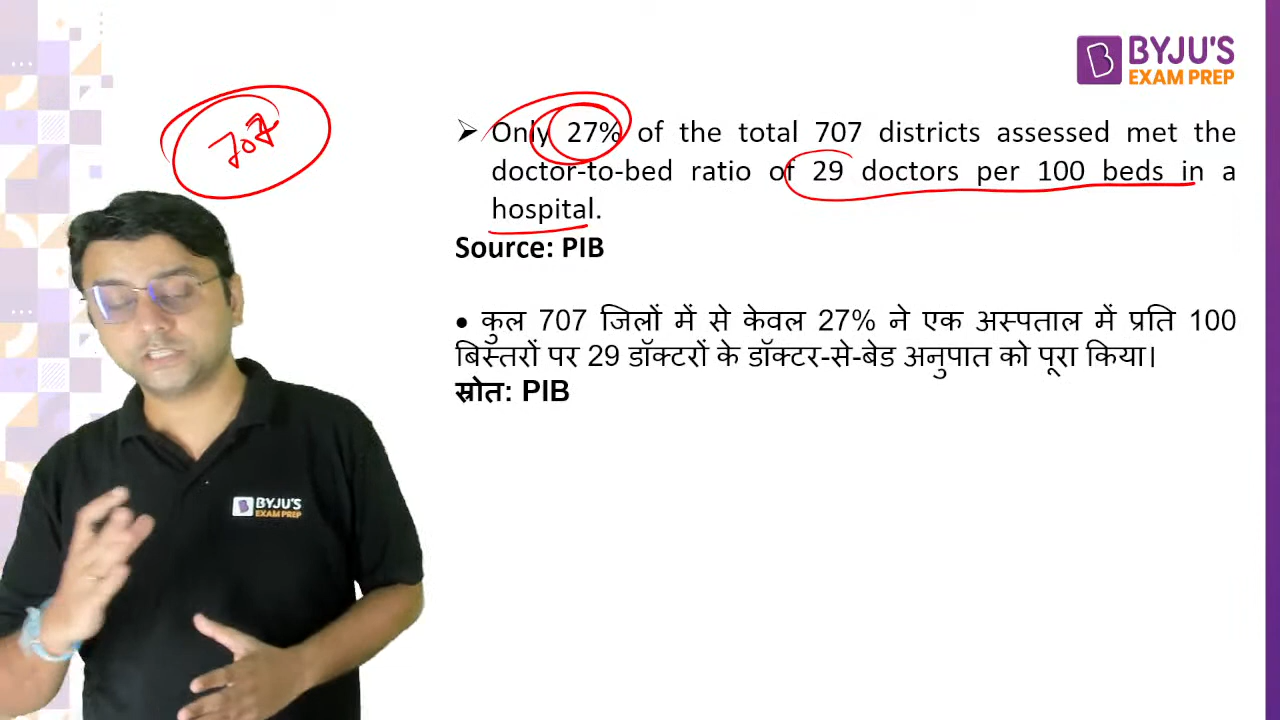 BYJU'S
EXAM PREP
707
➢ Only 27% of the total 707 districts assessed met the
doctor-to-bed ratio of 29 doctors per 100 beds in a
hospital.
Source: PIB
• कुल 707 जिलों में से केवल 27% ने एक अस्पताल में प्रति 100
बिस्तरों पर 29 डॉक्टरों के डॉक्टर-से-बेड अनुपात को पूरा किया।
स्रोत: PIB
BYJU'S
EXAM PREP